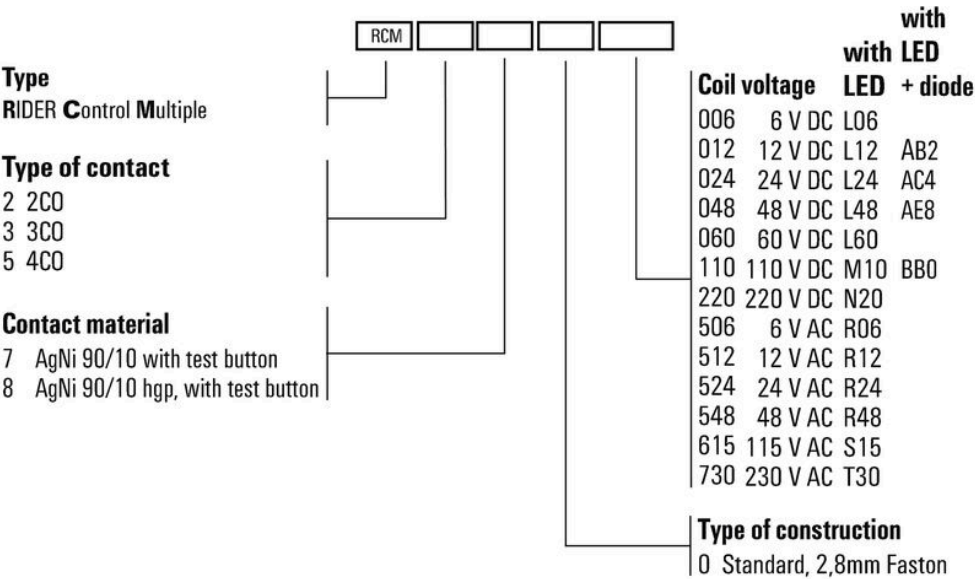 RCM
Type
RIDER Control Multiple
Type of contact
2 2CO
3 3CO
5 4CO
Contact material
7 AgNi 90/10 with test button
8 AgNi 90/10 hgp, with test button
Coil voltage with LED with LED + diode
006 6 V DC L06
012 12 V DC L12 AB2
024 24 V DC L24 AC4
048 48 V DC L48 AE8
060 60 V DC L60
110 110 V DC M10 BB0
220 220 V DC N20
506 6 V AC R06
512 12 V AC R12
524 24 V AC R24
548 48 V AC R48
615 115 V AC S15
730 230 V AC T30
Type of construction
0 Standard, 2,8mm Faston